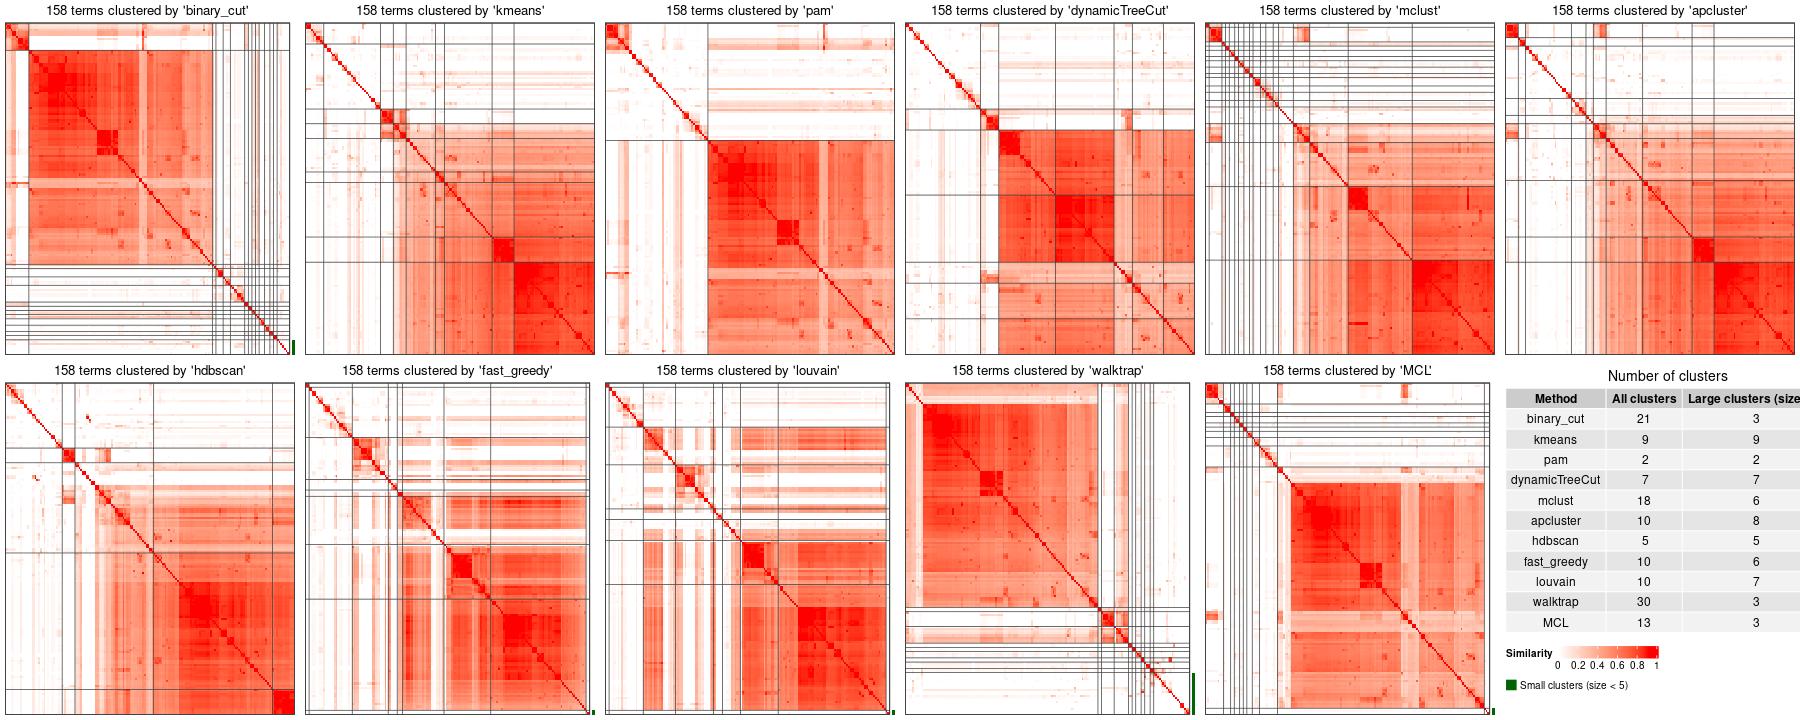 158 terms clustered by 'binary_cut'
158 terms clustered by 'kmeans'
158 terms clustered by 'pam'
158 terms clustered by 'dynamicTreeCut'
158 terms clustered by 'mclust'
158 terms clustered by 'apcluster'
158 terms clustered by 'hdbscan'
158 terms clustered by 'fast_greedy'
158 terms clustered by 'louvain'
158 terms clustered by 'walktrap'
158 terms clustered by 'MCL'
Number of clusters
Method All clusters Large clusters (size
binary_cut 21 3
kmeans 9 9
pam 2 2
dynamicTreeCut 7 7
mclust 18 6
apcluster 10 8
hdbscan 5 5
fast_greedy 10 6
louvain 10 7
walktrap 30 3
MCL 13 3
Similarity
0 0.2 0.4 0.6 0.8 1
Small clusters (size < 5)